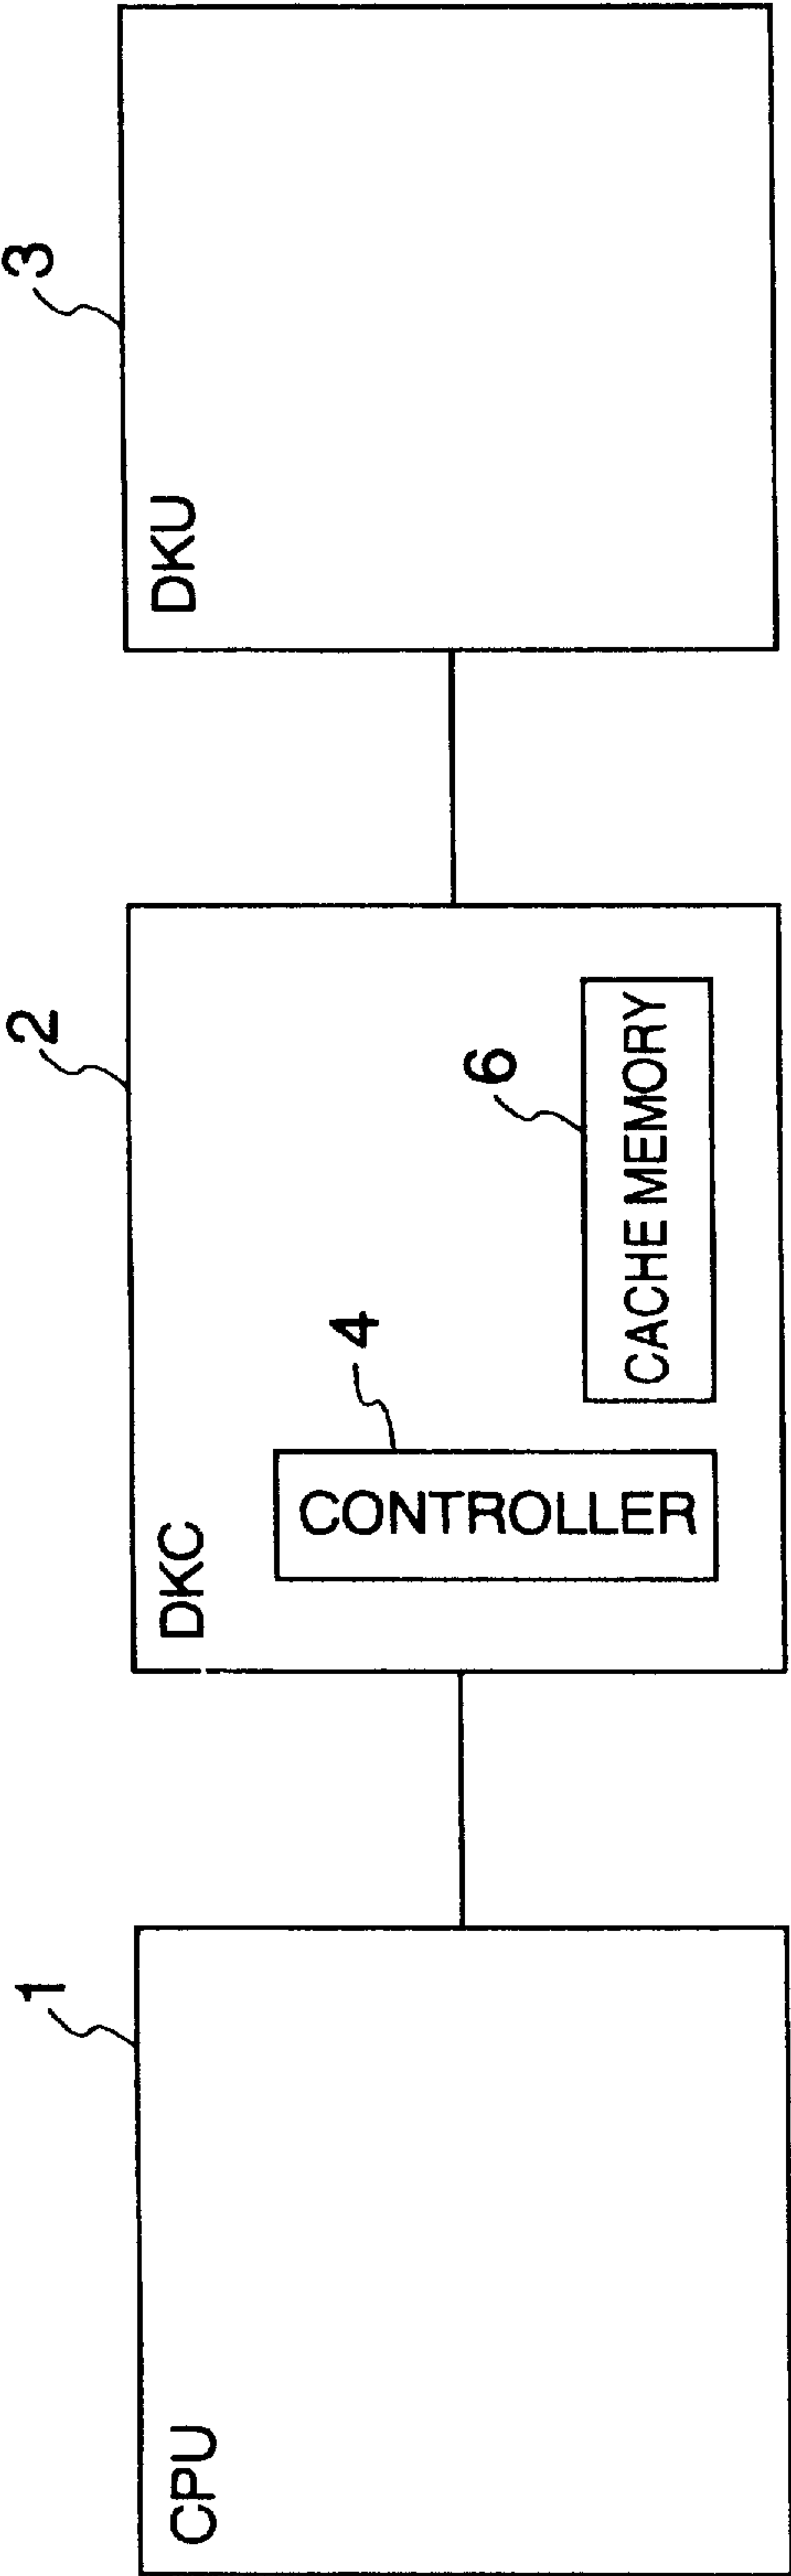 1
CPU
2
DKC
4
CONTROLLER
6
CACHE MEMORY
3
DKU